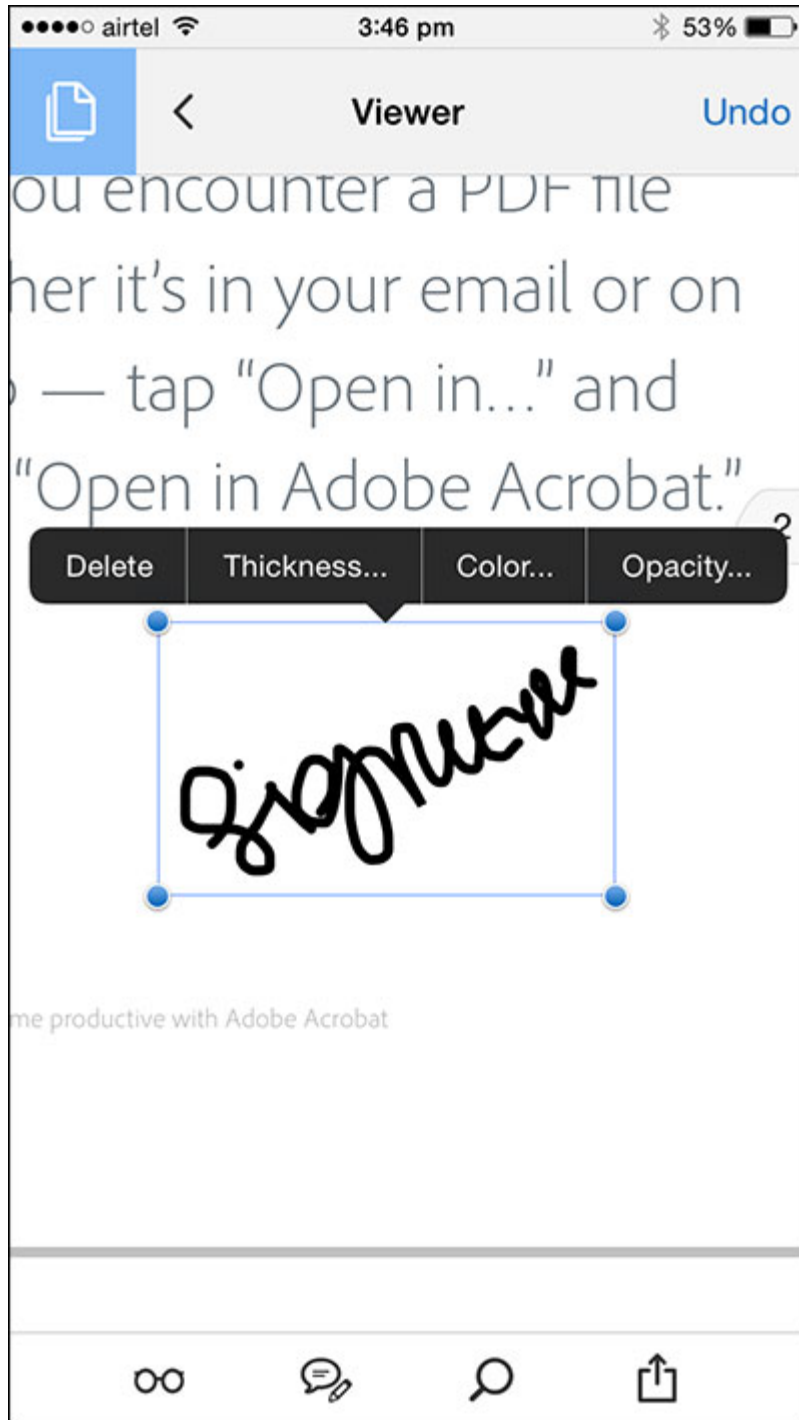 airtel 3:46 pm 53%
Viewer Undo
ou encounter a PDF file
her it's in your email or on
— tap “Open in...” and
“Open in Adobe Acrobat.”
2
Delete Thickness... Color... Opacity...
Signature
me productive with Adobe Acrobat